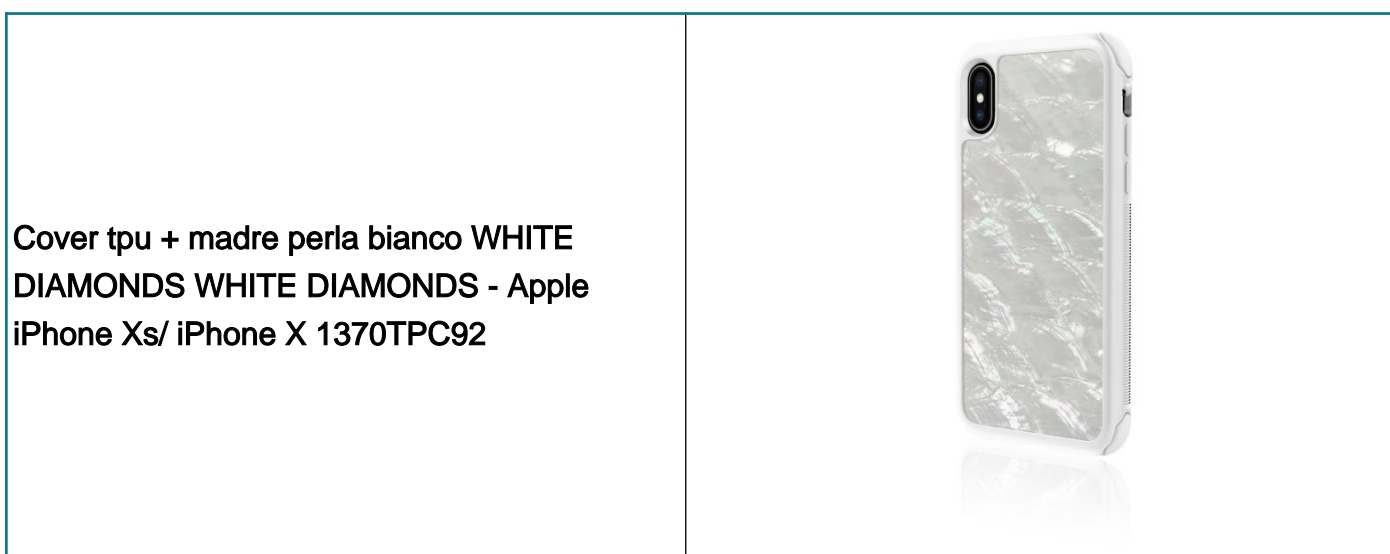 Cover tpu + madre perla bianco WHITE
DIAMONDS WHITE DIAMONDS - Apple
iPhone Xs/ iPhone X 1370TPC92